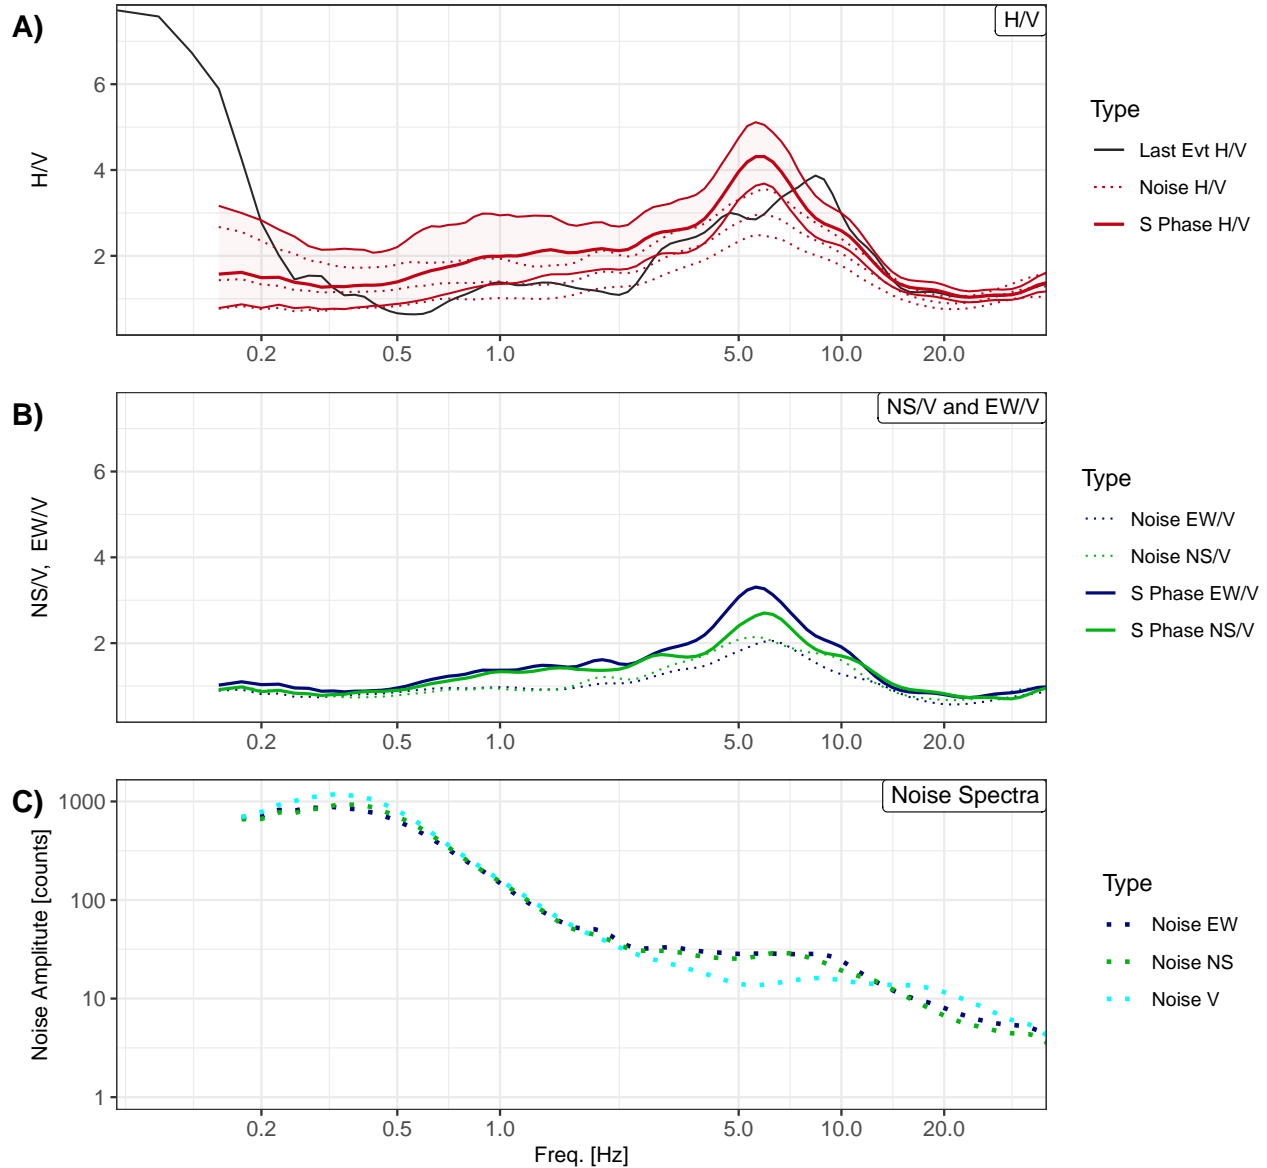 A)
H/V
6
4
2
H/V
0.2 0.5 1.0 5.0 10.0 20.0
Type
Last Evt H/V
Noise H/V
S Phase H/V
B)
NS/V and EW/V
6
4
2
NS/V, EW/V
0.2 0.5 1.0 5.0 10.0 20.0
Type
Noise EW/V
Noise NS/V
S Phase EW/V
S Phase NS/V
C)
Noise Spectra
1000
100
10
1
Noise Amplitute [counts]
0.2 0.5 1.0 5.0 10.0 20.0
Freq. [Hz]
Type
Noise EW
Noise NS
Noise V